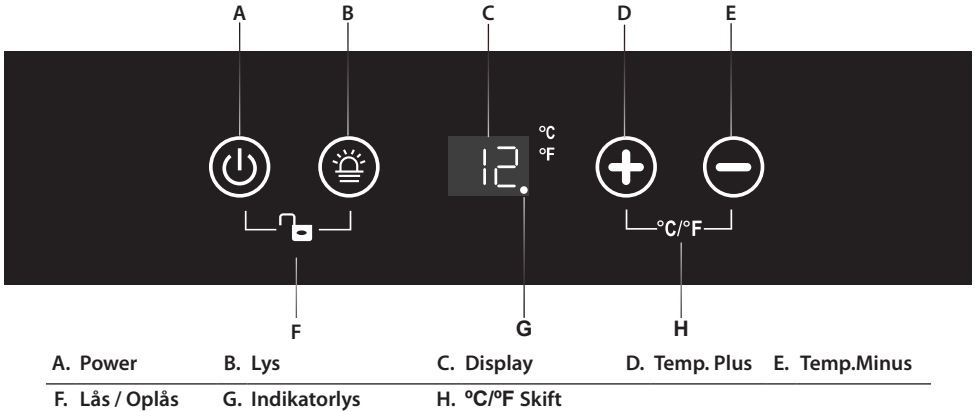 A B C D E
°C
°F
12.
°C/°F
F G H
A. Power B. Lys C. Display D. Temp. Plus E. Temp.Minus
F. Lås / Oplås G. Indikatorlys H. ºC/ºF Skift